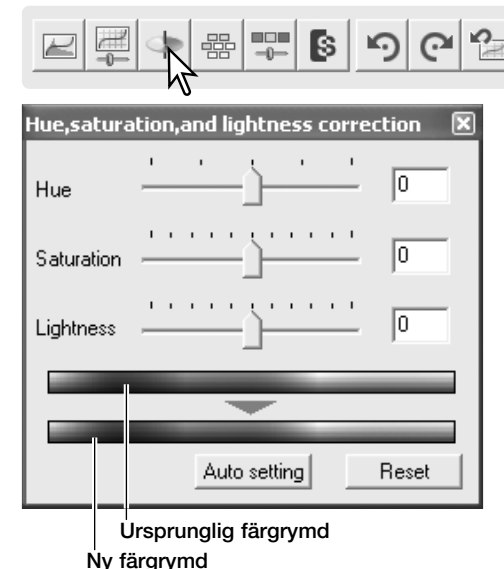 Hue,saturation,and lightness correction
Hue 0
Saturation 0
Lightness 0
Auto setting Reset
Ursprunglig färgrymd
Ny färgrymd